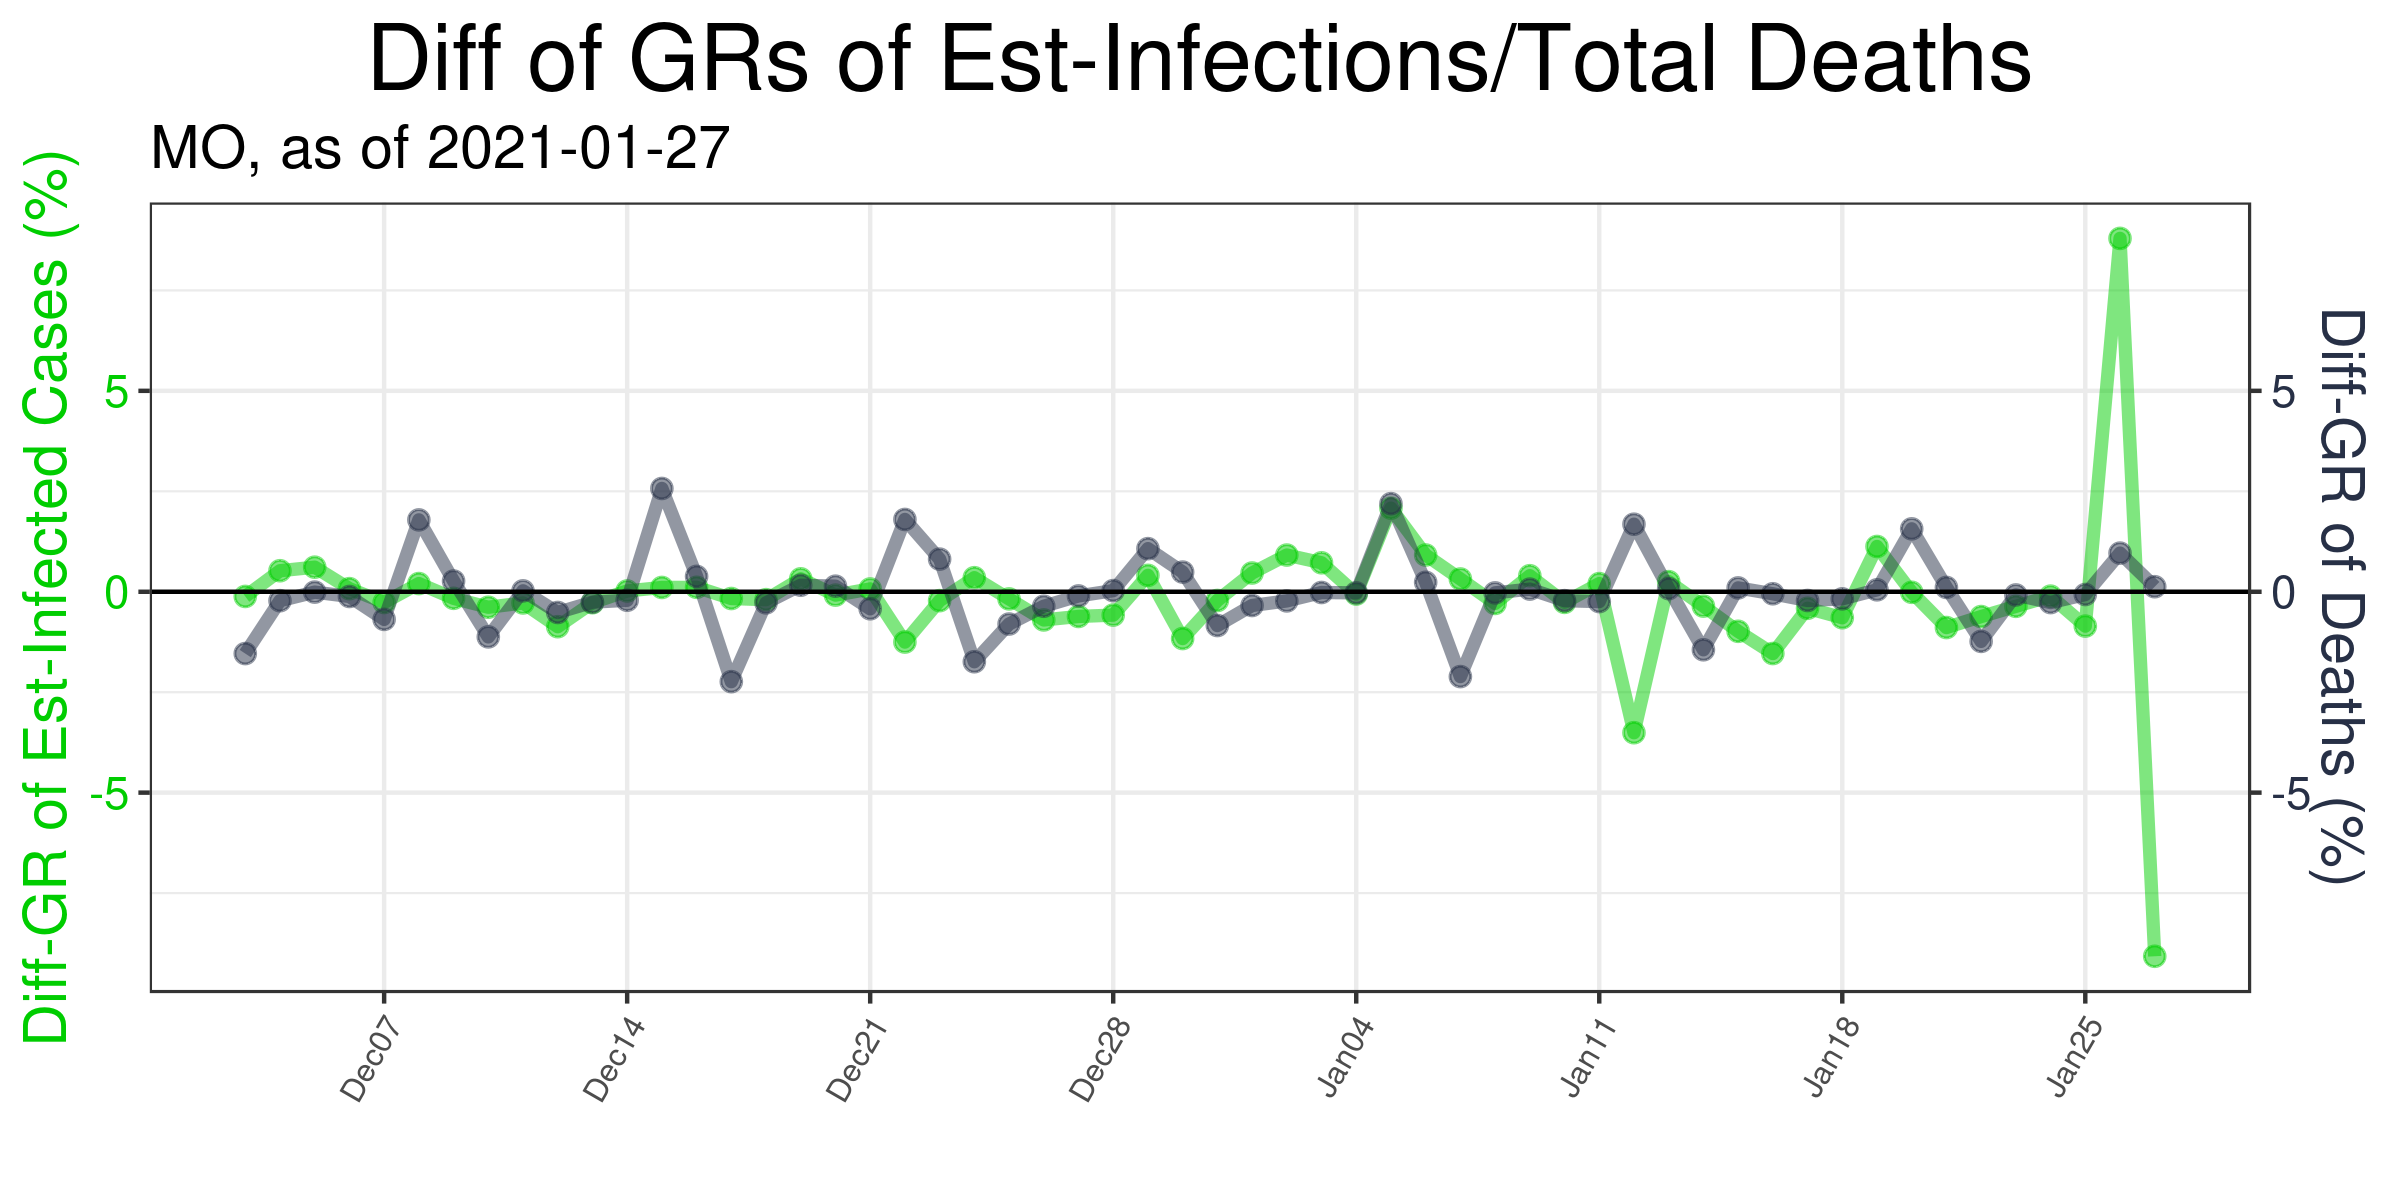 Diff of GRs of Est-Infections/Total Deaths
MO, as of 2021-01-27
Diff-GR of Est-Infected Cases (%)
5
0
-5
5
0
-5
Diff-GR of Deaths (%)
Dec07
Dec14
Dec21
Dec28
Jan04
Jan11
Jan18
Jan25